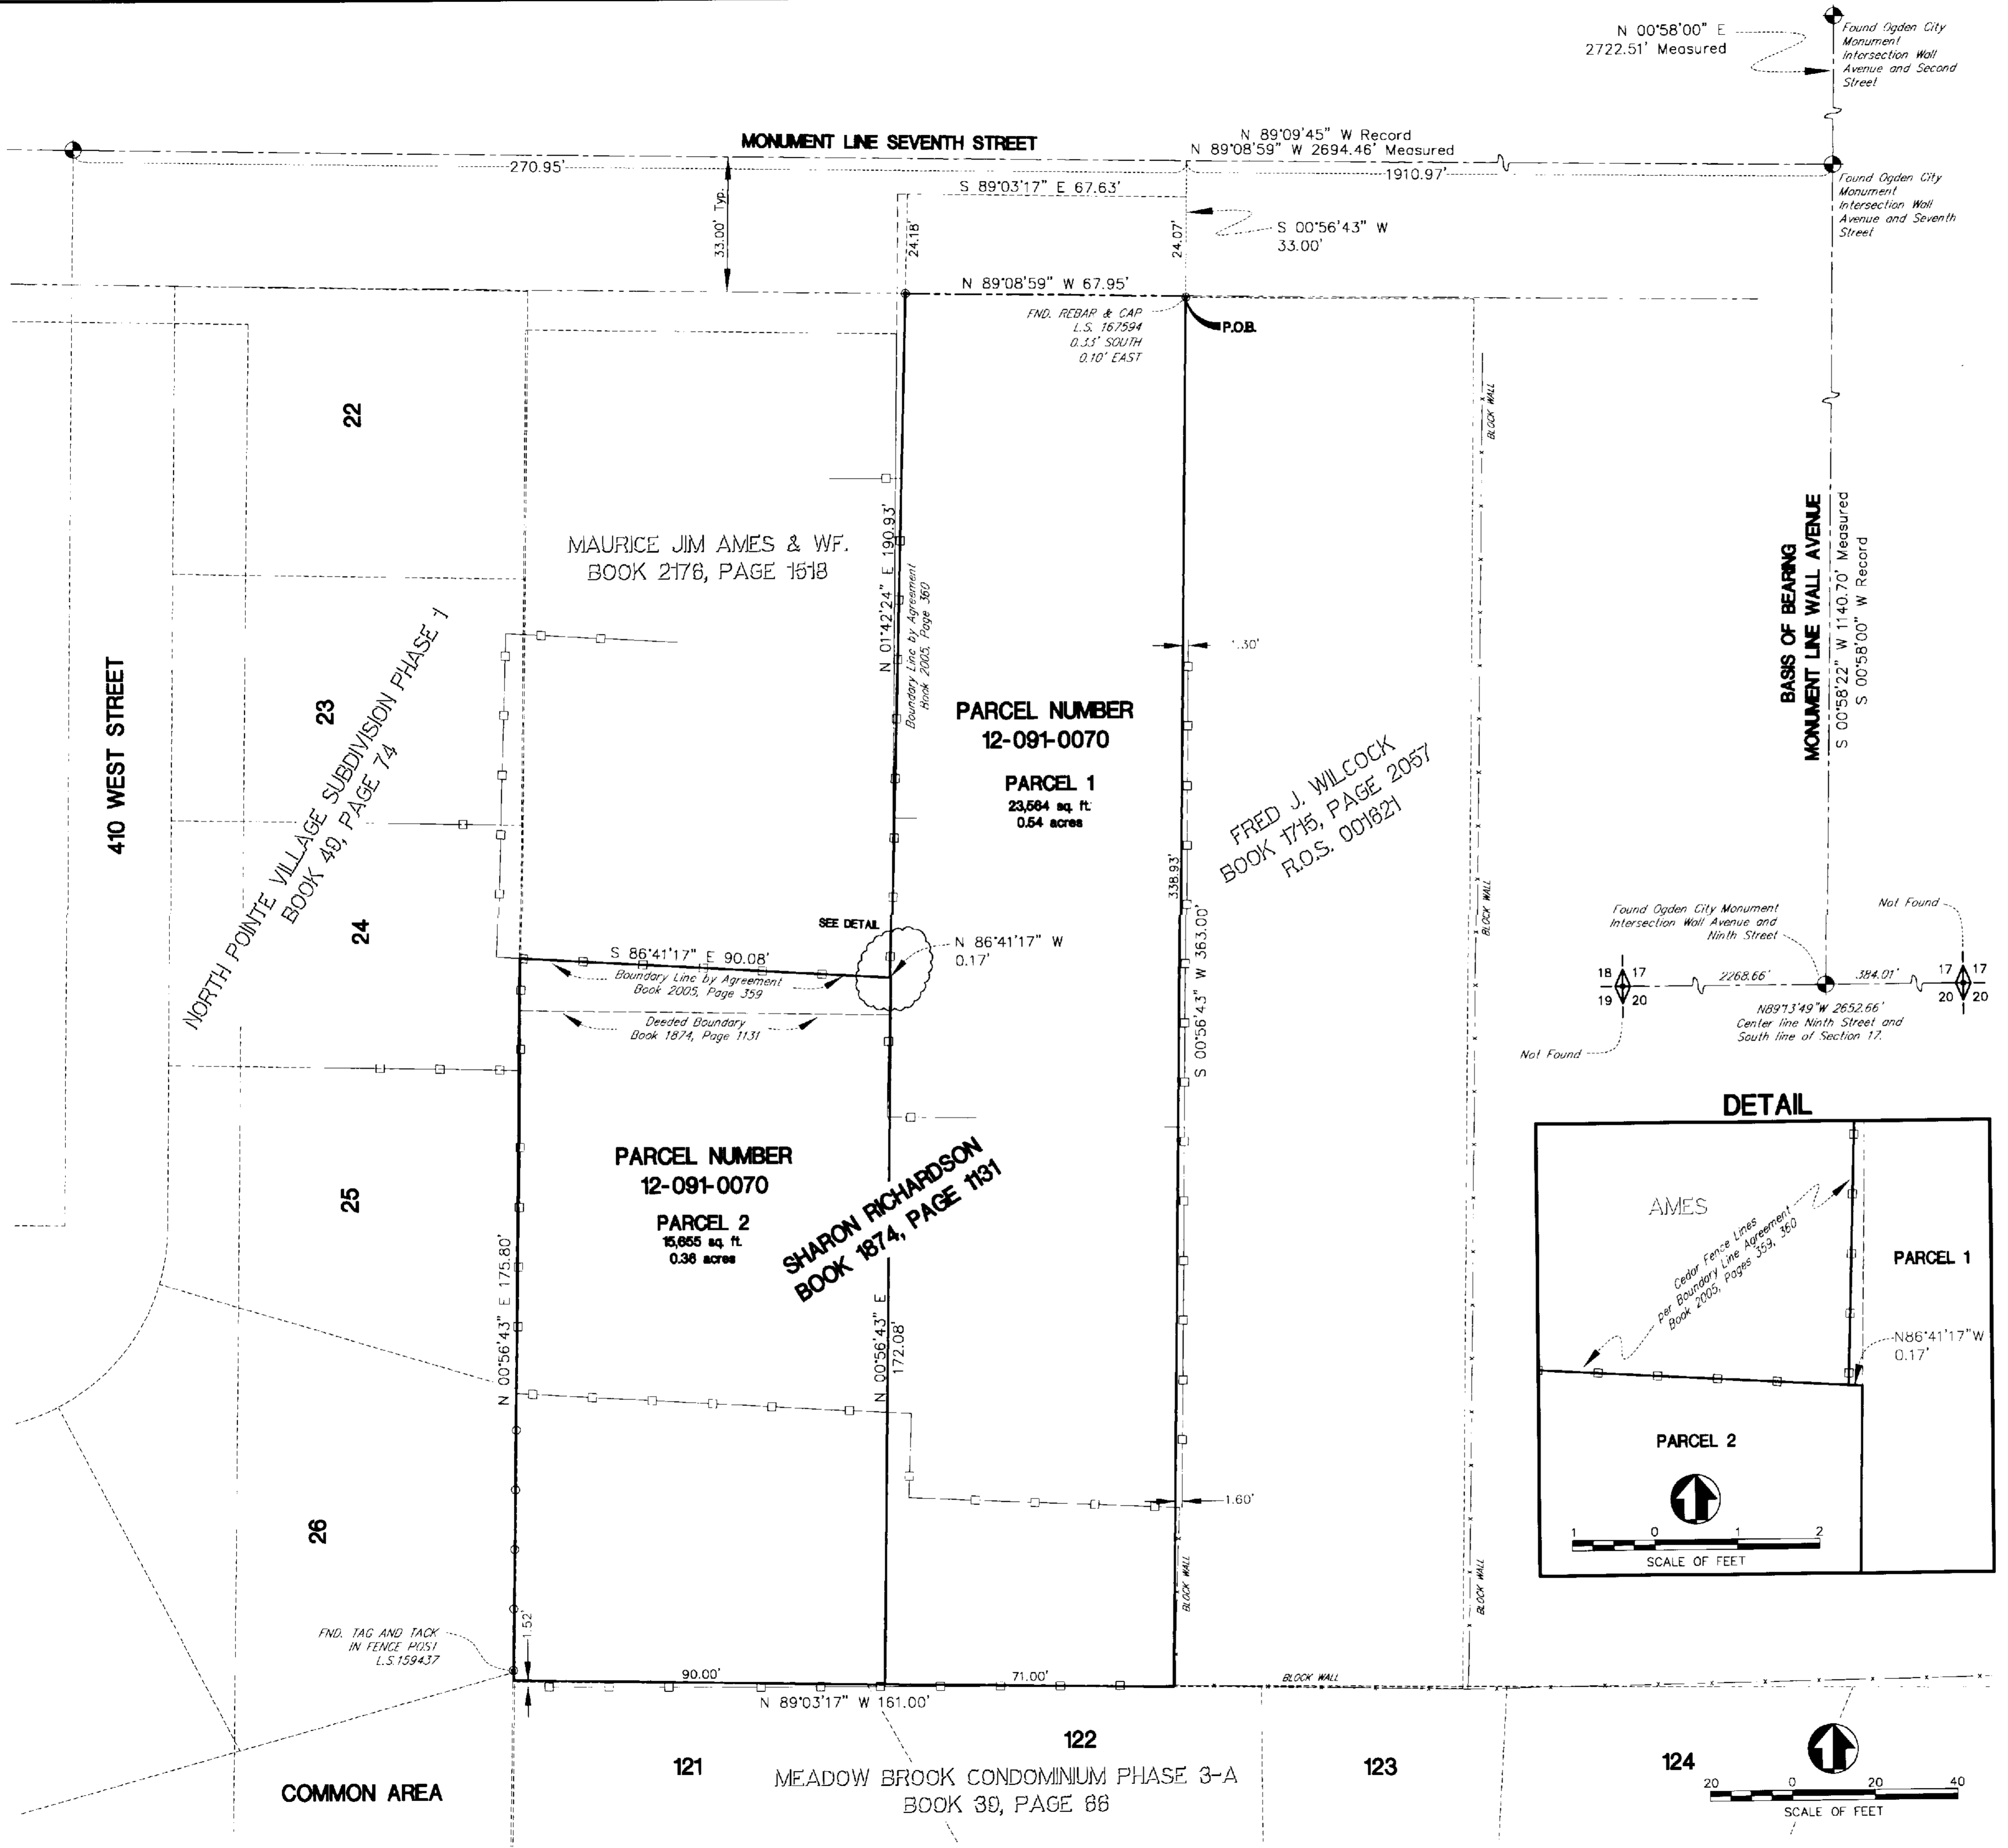 N 00°58'00" E
2722.51' Measured
Found Ogden City
Monument
Intersection Wall
Avenue and Second
Street
MONUMENT LINE SEVENTH STREET
N 89°09'45" W Record
N 89°08'59" W 2694.46' Measured
270.95'
1910.97'
Found Ogden City
Monument
Intersection Wall
Avenue and Seventh
Street
33.00' Typ.
S 89°03'17" E 67.63'
24.18'
24.07'
S 00°56'43" W
33.00'
N 89°08'59" W 67.95'
FND. REBAR & CAP
L.S. 167594
0.33' SOUTH
0.10' EAST
P.O.B.
22
23
24
25
26
410 WEST STREET
NORTH POINTE VILLAGE SUBDIVISION PHASE 1
BOOK 49, PAGE 74
MAURICE JIM AMES & WF.
BOOK 2176, PAGE 1518
N 01°42'24" E 190.93'
Boundary Line by Agreement
Book 2005, Page 360
BLOCK WALL
1.30'
PARCEL NUMBER
12-091-0070
PARCEL 1
23,564 sq. ft.
0.54 acres
FRED J. WILCOCK
BOOK 1715, PAGE 2057
R.O.S. 001621
338.93'
S 00°56'43" W 363.00'
BLOCK WALL
BASIS OF BEARING
MONUMENT LINE WALL AVENUE
S 00°58'22" W 1140.70' Measured
S 00°58'00" W Record
SEE DETAIL
N 86°41'17" W
0.17'
S 86°41'17" E 90.08'
Boundary Line by Agreement
Book 2005, Page 359
Deeded Boundary
Book 1874, Page 1131
Found Ogden City Monument
Intersection Wall Avenue and
Ninth Street
Not Found
18 17
19 20
2268.66'
384.01'
17 17
20 20
N89°13'49"W 2652.66'
Center line Ninth Street and
South line of Section 17.
Not Found
PARCEL NUMBER
12-091-0070
PARCEL 2
15,655 sq. ft.
0.36 acres
SHARON RICHARDSON
BOOK 1874, PAGE 1131
N 00°56'43" E 175.80'
N 00°56'43" E
172.08'
DETAIL
AMES
Cedar Fence Lines
per Boundary Line Agreement
Book 2005, Pages 359, 360
PARCEL 1
N86°41'17"W
0.17'
PARCEL 2
1 0 1 2
SCALE OF FEET
1.60'
BLOCK WALL
BLOCK WALL
FND. TAG AND TACK
IN FENCE POST
L.S.159437
1.52'
90.00'
71.00'
N 89°03'17" W 161.00'
BLOCK WALL
COMMON AREA
121
122
123
124
MEADOW BROOK CONDOMINIUM PHASE 3-A
BOOK 39, PAGE 66
20 0 20 40
SCALE OF FEET